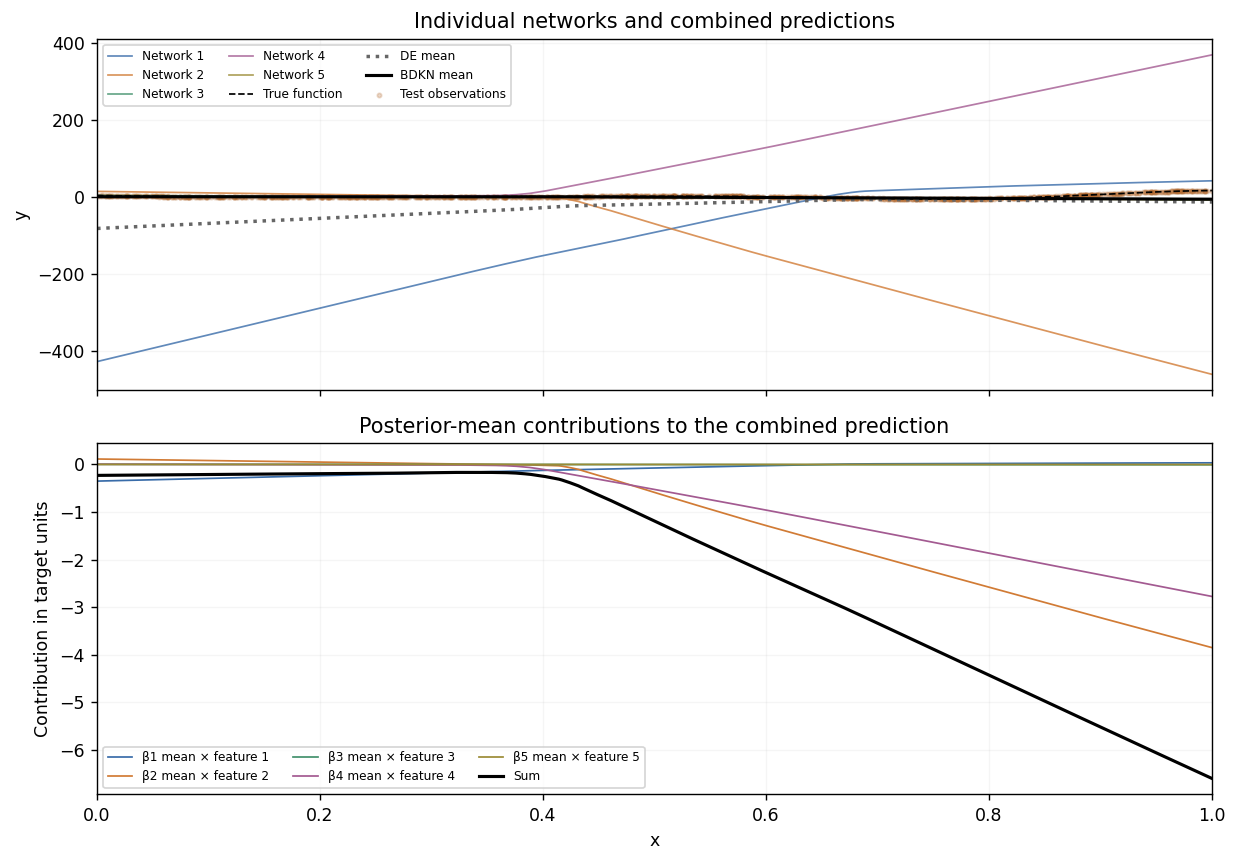 Individual networks and combined predictions
400
200
0
−200
−400
y
Network 1
Network 2
Network 3
Network 4
Network 5
True function
DE mean
BDKN mean
Test observations
Posterior-mean contributions to the combined prediction
0
−1
−2
−3
−4
−5
−6
Contribution in target units
β1 mean × feature 1
β2 mean × feature 2
β3 mean × feature 3
β4 mean × feature 4
β5 mean × feature 5
Sum
0.0
0.2
0.4
0.6
0.8
1.0
x